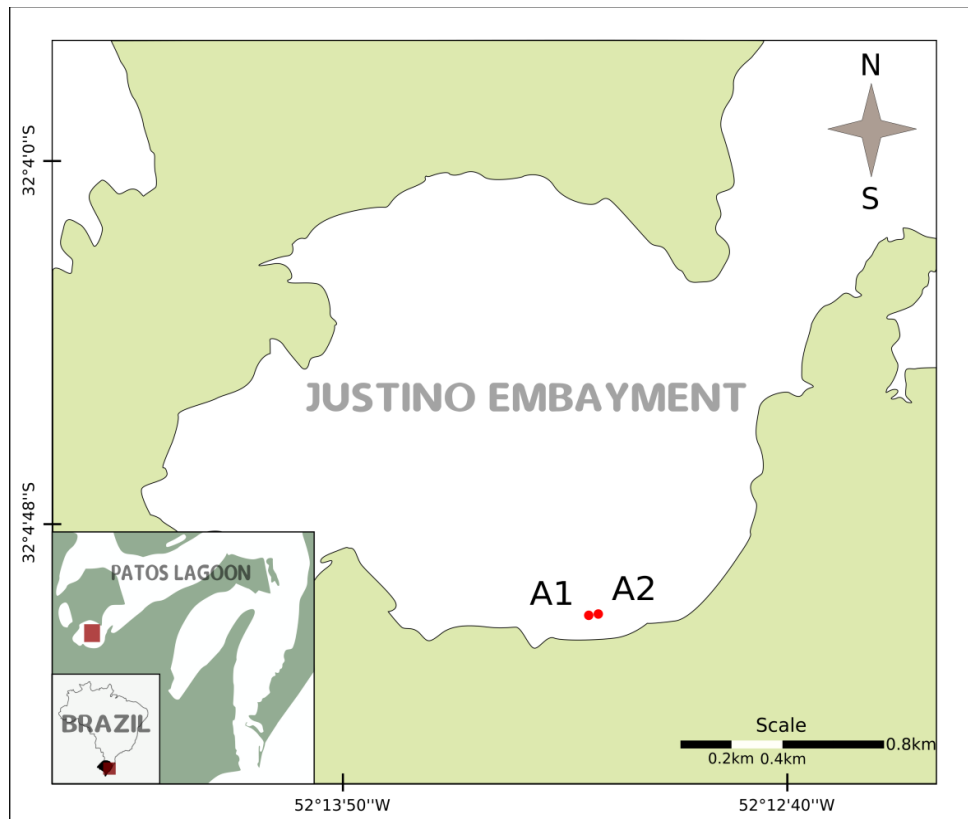 N
32°4'0''S
S
JUSTINO EMBAYMENT
32°4'48''S
PATOS LAGOON
A1 A2
BRAZIL
Scale
0.8km
0.2km 0.4km
52°13'50''W 52°12'40''W